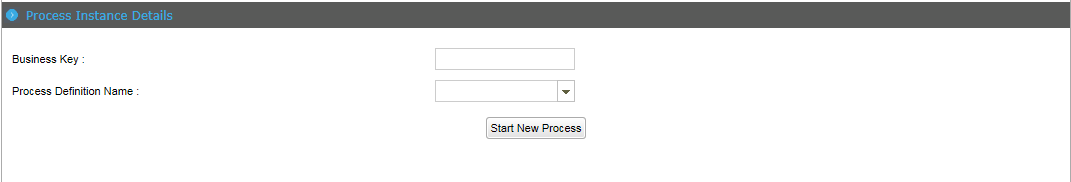 Process Instance Details
Business Key :
Process Definition Name :
Start New Process